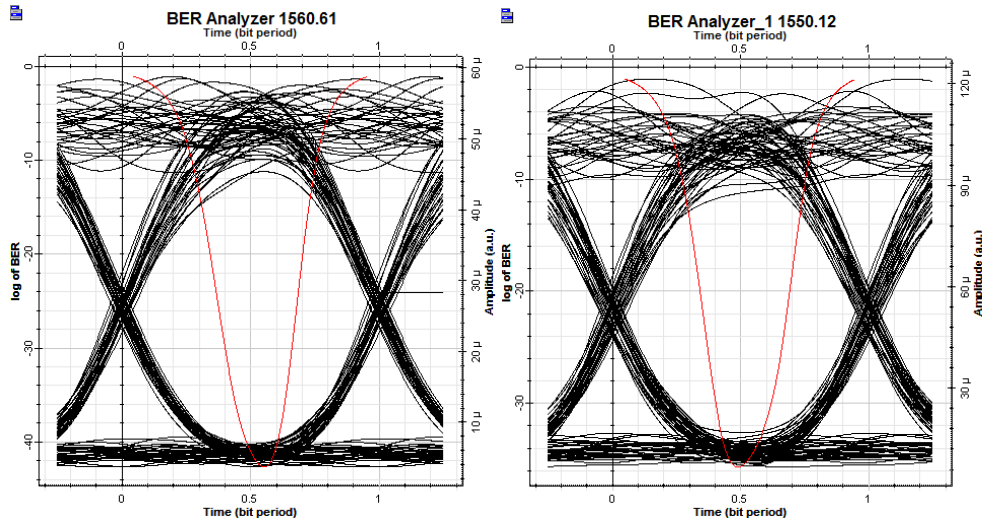 BER Analyzer 1560.61
Time (bit period)
0 0.5 1
0
-10
-20
-30
-40
log of BER
60 µ
50 µ
40 µ
30 µ
20 µ
10 µ
Amplitude (a.u.)
0 0.5 1
Time (bit period)
BER Analyzer_1 1550.12
Time (bit period)
0 0.5 1
0
-10
-20
-30
log of BER
120 µ
90 µ
60 µ
30 µ
Amplitude (a.u.)
0 0.5 1
Time (bit period)